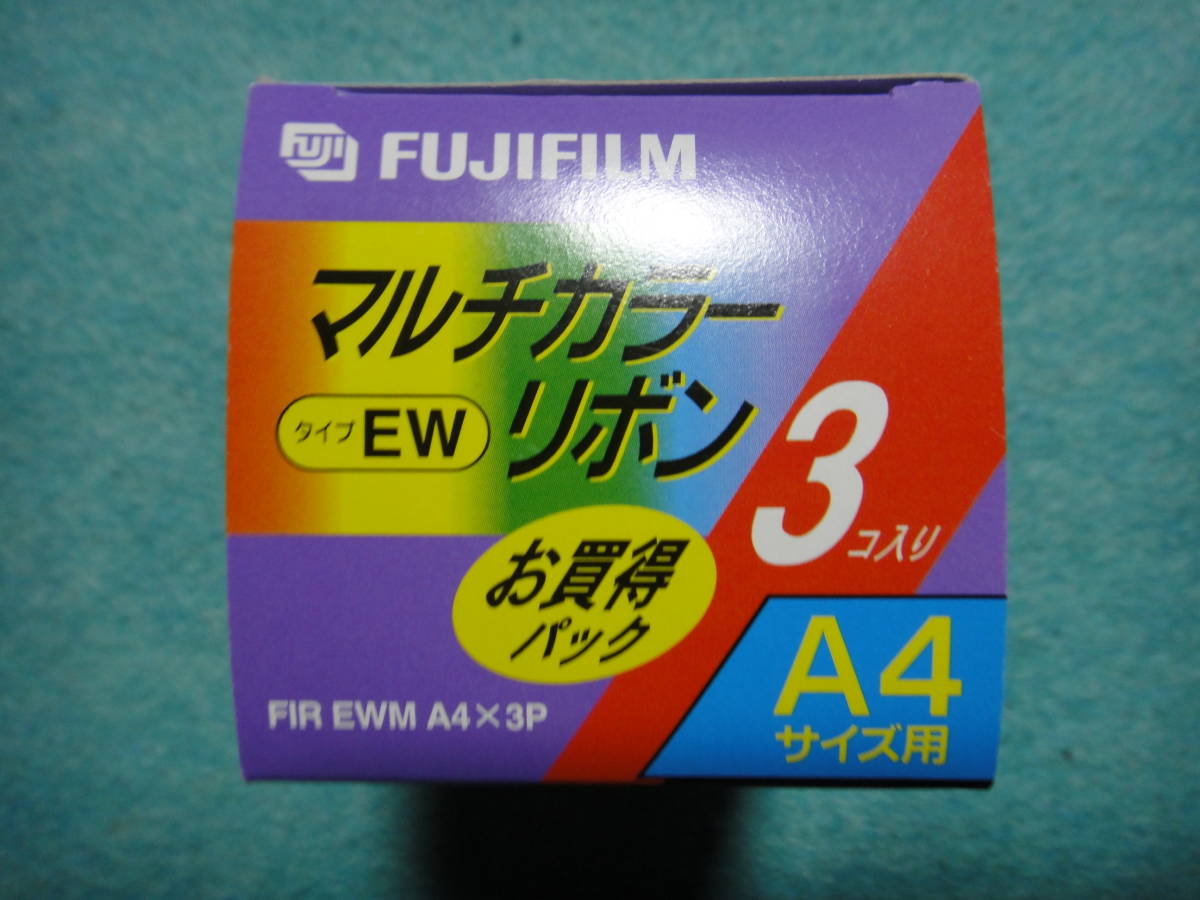 FUJI FUJIFILM
マルチカラー
タイプ EW リボン
3コ入り
お買得
パック
A4
サイズ用
FIR EWM A4×3P